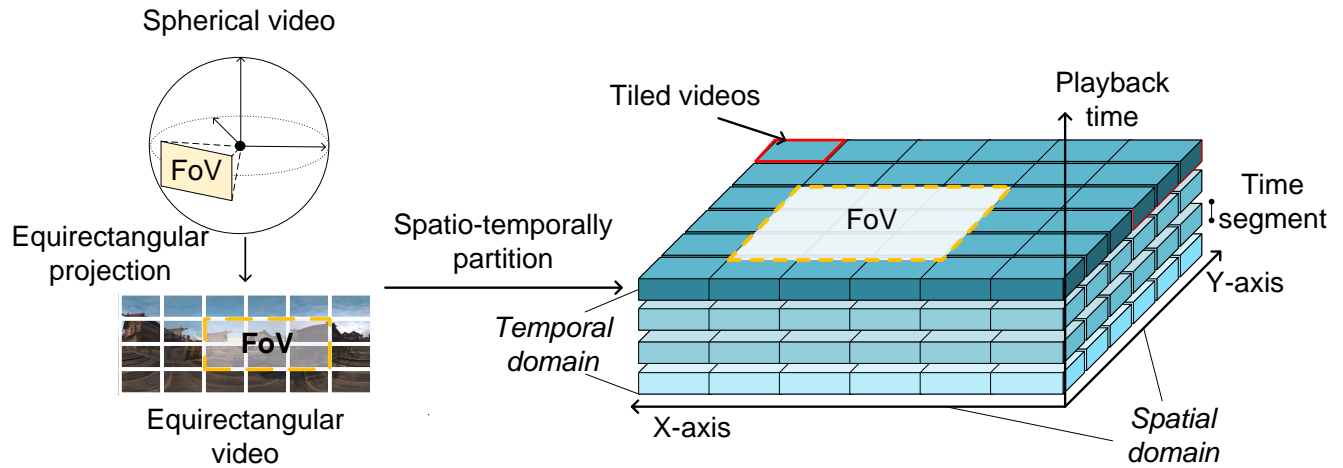 Spherical video
FoV
Equirectangular
projection
FoV
Equirectangular
video
Spatio-temporally
partition
Tiled videos
Playback
time
FoV
Time
segment
Y-axis
Temporal
domain
X-axis
Spatial
domain